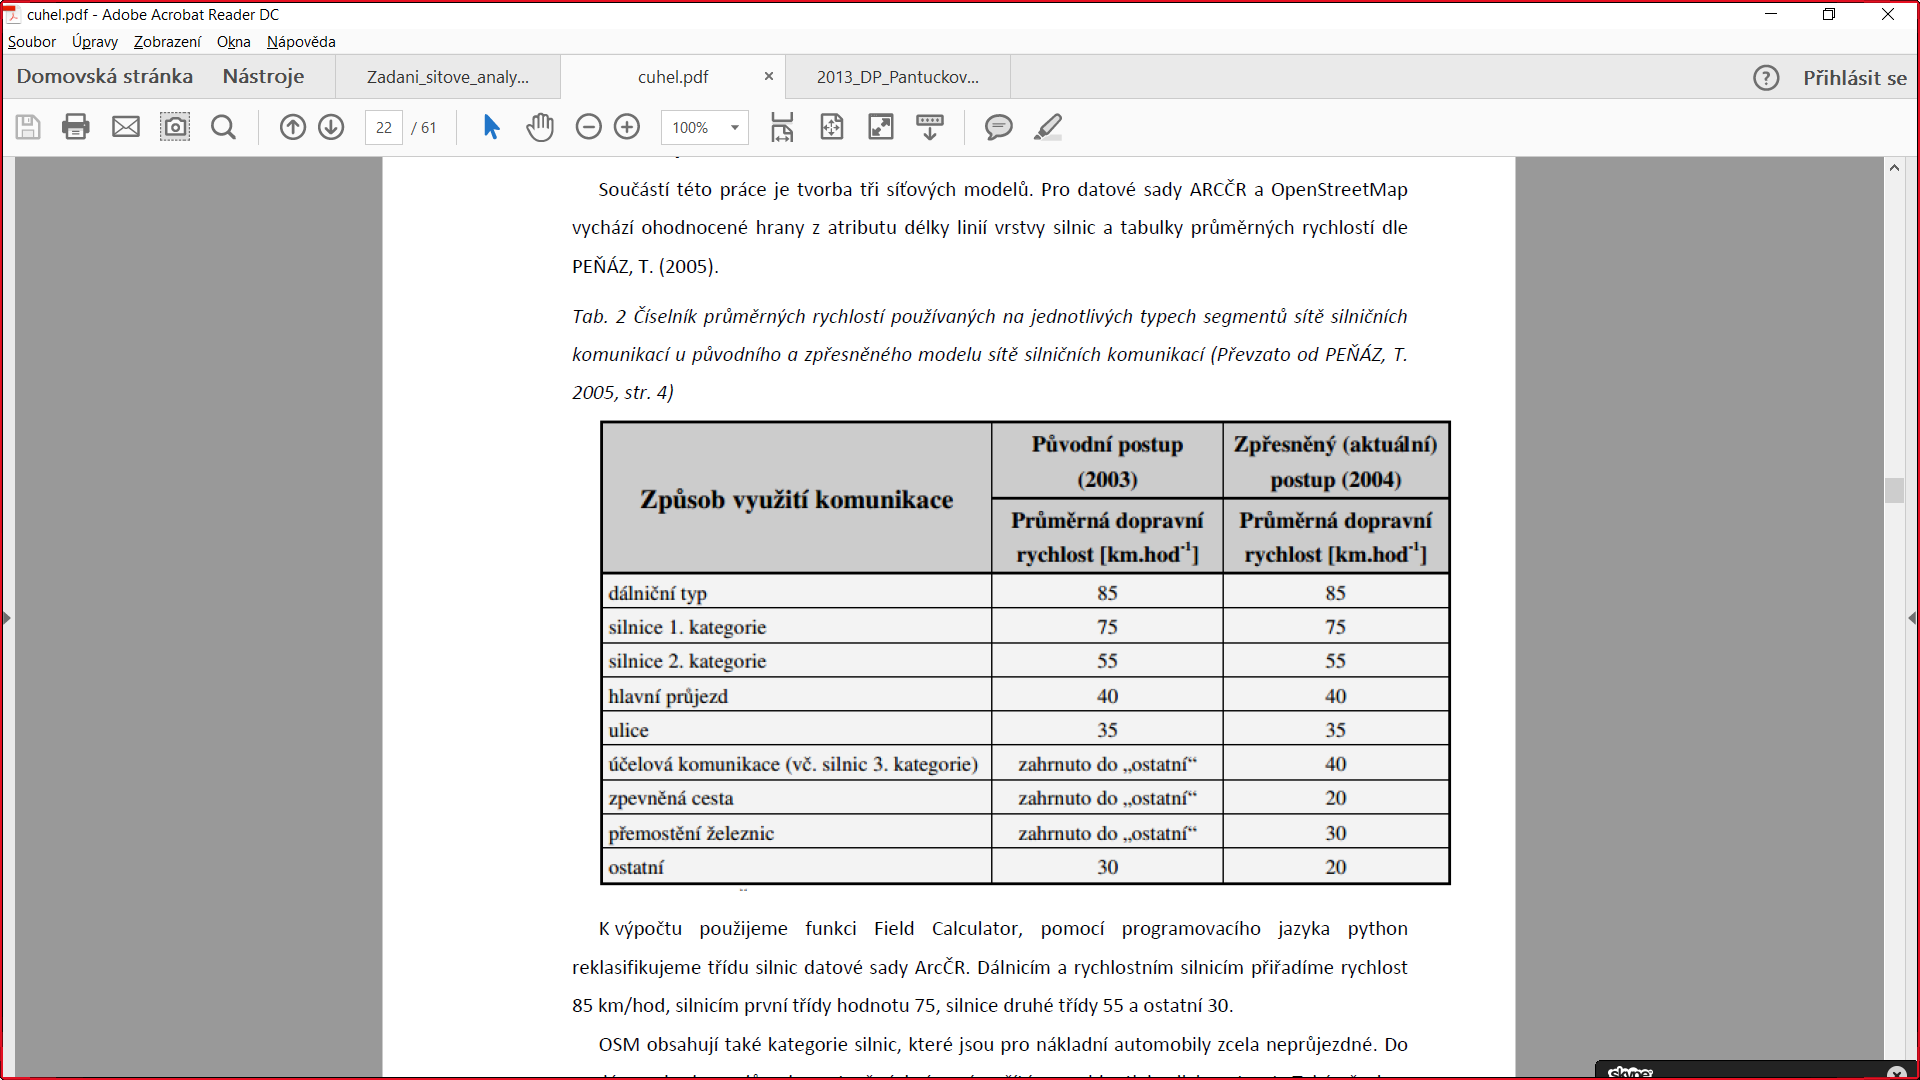 cuhel.pdf - Adobe Acrobat Reader DC
Soubor Úpravy Zobrazení Okna Nápověda
Domovská stránka Nástroje Zadani_sitove_analy... cuhel.pdf × 2013_DP_Pantuckov... ? Přihlásit se
22 / 61 100%
Součástí této práce je tvorba tři síťových modelů. Pro datové sady ARCČR a OpenStreetMap
vychází ohodnocené hrany z atributu délky linií vrstvy silnic a tabulky průměrných rychlostí dle
PEŇÁZ, T. (2005).
Tab. 2 Číselník průměrných rychlostí používaných na jednotlivých typech segmentů sítě silničních
komunikací u původního a zpřesněného modelu sítě silničních komunikací (Převzato od PEŇÁZ, T.
2005, str. 4)
Způsob využití komunikace
Původní postup
(2003)
Zpřesněný (aktuální)
postup (2004)
Průměrná dopravní
rychlost [km.hod-1]
Průměrná dopravní
rychlost [km.hod-1]
dálniční typ 85 85
silnice 1. kategorie 75 75
silnice 2. kategorie 55 55
hlavní průjezd 40 40
ulice 35 35
účelová komunikace (vč. silnic 3. kategorie) zahrnuto do „ostatní“ 40
zpevněná cesta zahrnuto do „ostatní“ 20
přemostění železnic zahrnuto do „ostatní“ 30
ostatní 30 20
K výpočtu použijeme funkci Field Calculator, pomocí programovacího jazyka python
reklasifikujeme třídu silnic datové sady ArcČR. Dálnicím a rychlostním silnicím přiřadíme rychlost
85 km/hod, silnicím první třídy hodnotu 75, silnice druhé třídy 55 a ostatní 30.
OSM obsahují také kategorie silnic, které jsou pro nákladní automobily zcela neprůjezdné. Do
skype